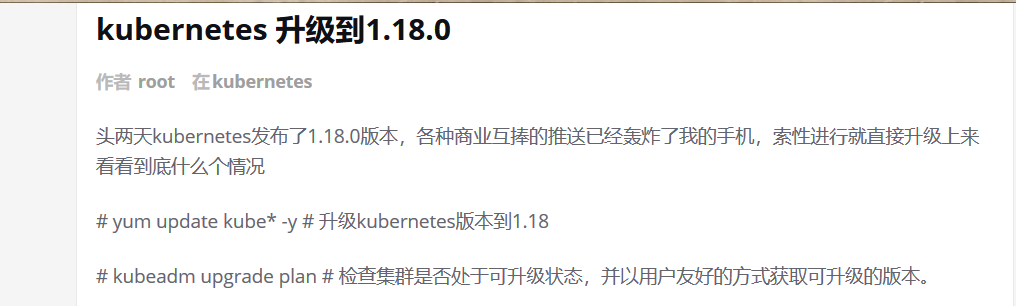 kubernetes 升级到1.18.0
作者 root 在kubernetes
头两天kubernetes发布了1.18.0版本，各种商业互捧的推送已经轰炸了我的手机，索性进行就直接升级上来
看看到底什么个情况
# yum update kube* -y # 升级kubernetes版本到1.18
# kubeadm upgrade plan # 检查集群是否处于可升级状态，并以用户友好的方式获取可升级的版本。